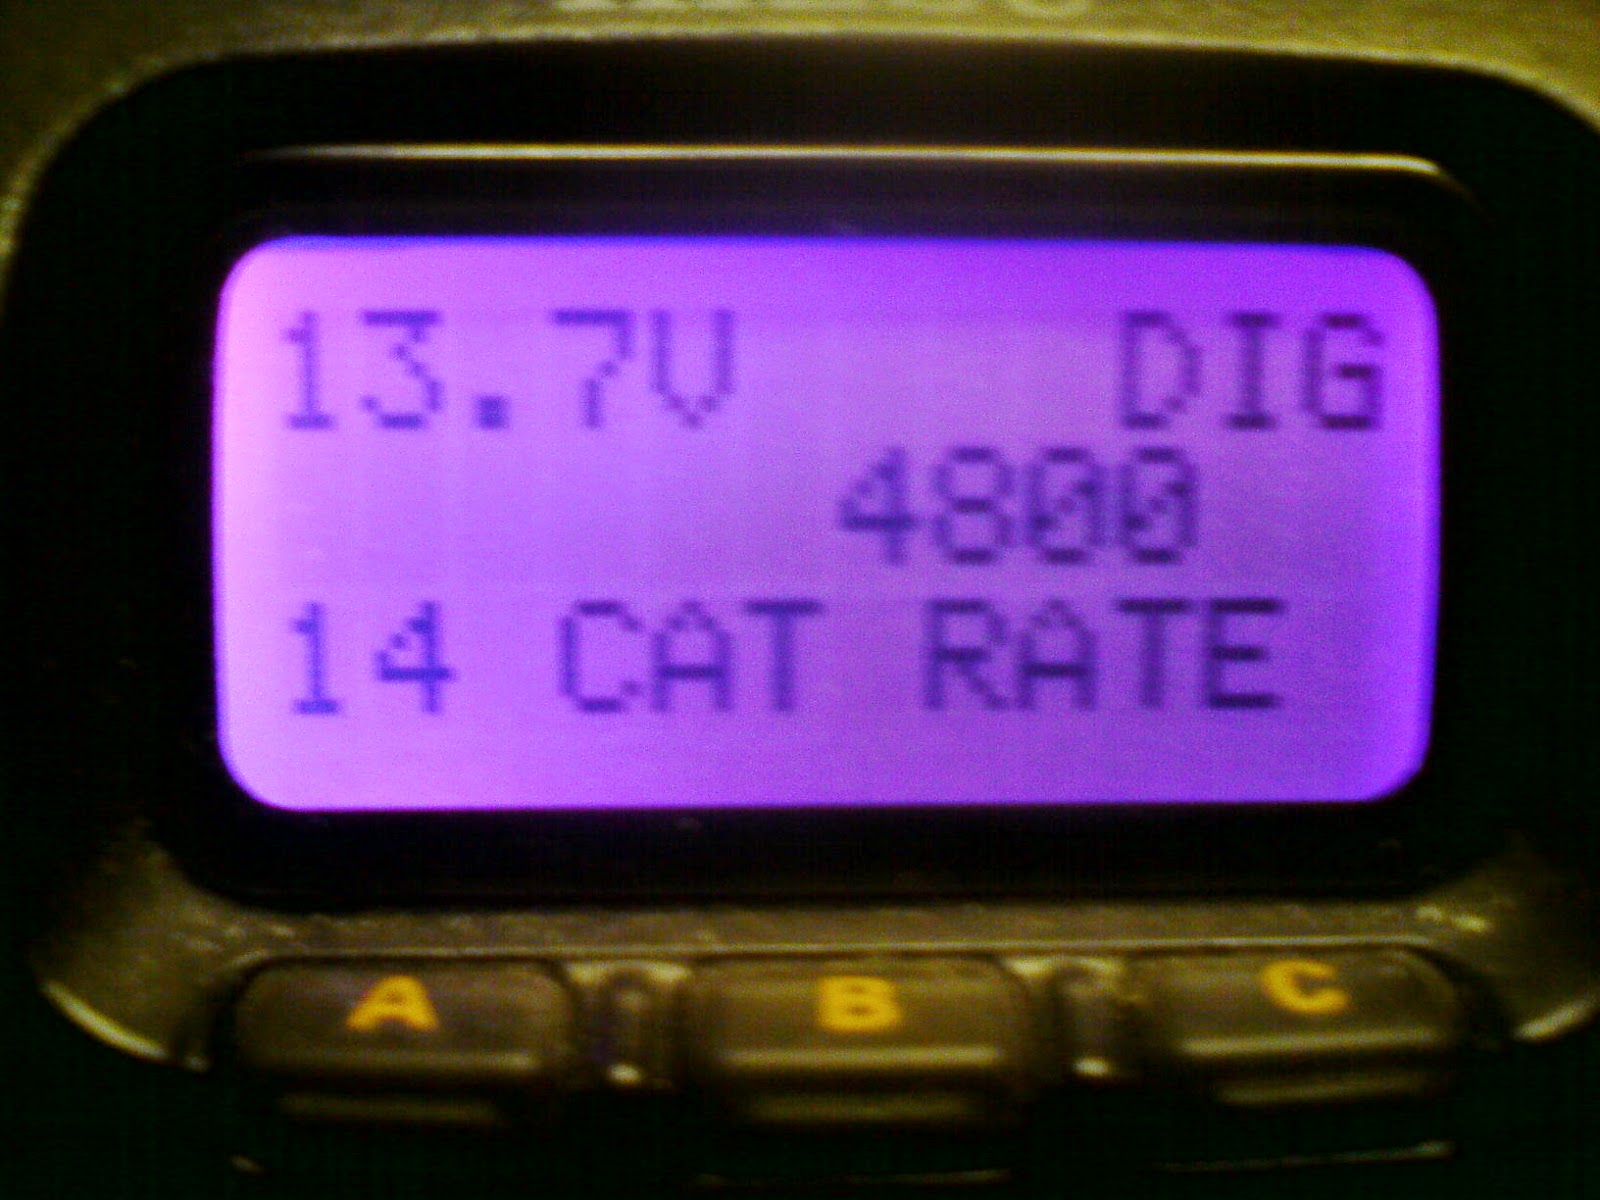 13.7V DIG
4800
14 CAT RATE
A B C